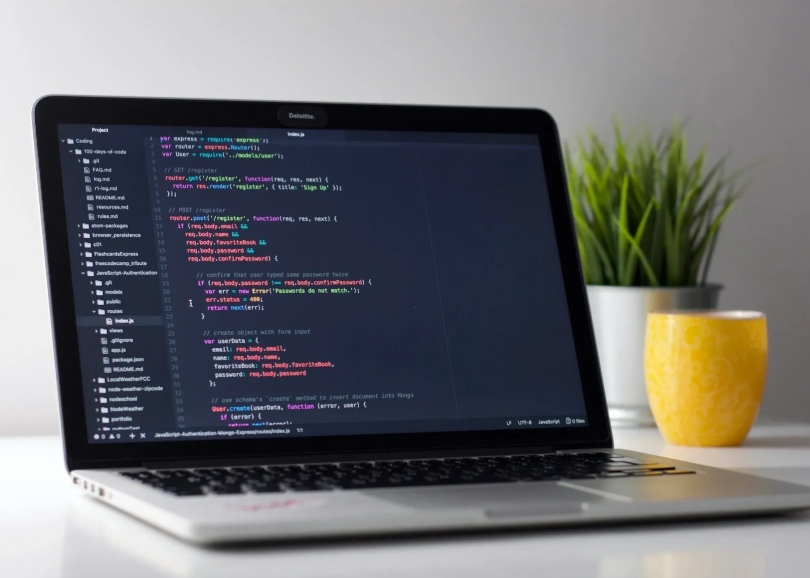 Deloitte.
Project
Coding
100-days-of-code
.git
FAQ.md
log.md
r1-log.md
README.md
resources.md
rules.md
atom-packages
browser_persistence
c01
FlashcardsExpress
freecodecamp_tribute
JavaScript-Authentication
.git
models
public
routes
index.js
views
.gitignore
app.js
package.json
README.md
LocalWeatherFCC
node-weather-zipcode
nodeschool
NodeWeather
portfolio
log.md
index.js
var express = require('express');
var router = express.Router();
var User = require('../models/user');
// GET /register
router.get('/register', function(req, res, next) {
return res.render('register', { title: 'Sign Up' });
});
// POST /register
router.post('/register', function(req, res, next) {
if (req.body.email &&
req.body.name &&
req.body.favoriteBook &&
req.body.password &&
req.body.confirmPassword) {
// confirm that user typed same password twice
if (req.body.password !== req.body.confirmPassword) {
var err = new Error('Passwords do not match.');
err.status = 400;
return next(err);
}
// create object with form input
var userData = {
email: req.body.email,
name: req.body.name,
favoriteBook: req.body.favoriteBook,
password: req.body.password
};
// use schema's `create` method to insert document into Mongo
User.create(userData, function (error, user) {
if (error) {
return next(error);
0 0 JavaScript-Authentication-Mongo-Express/routes/index.js 1:1
LF UTF-8 JavaScript 0 files